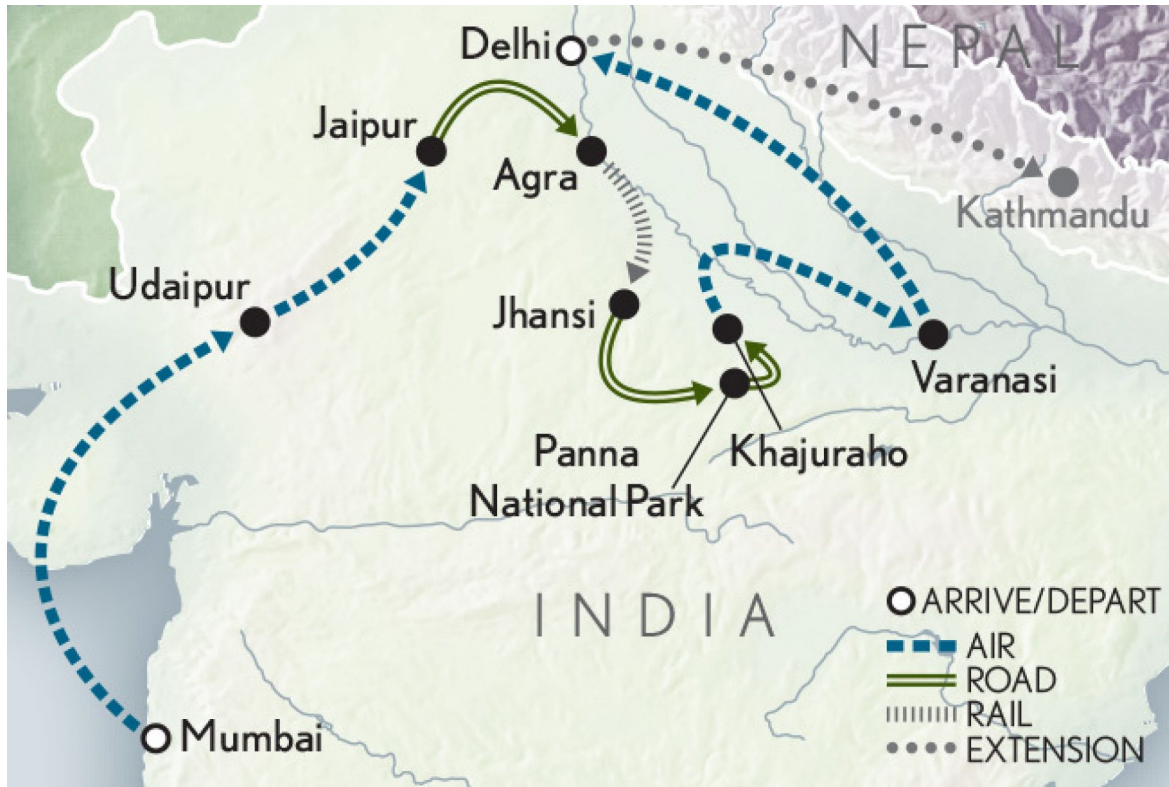 NEPAL
Delhi
Jaipur
Agra
Kathmandu
Udaipur
Jhansi
Varanasi
Panna
National Park
Khajuraho
INDIA
Mumbai
ARRIVE/DEPART
AIR
ROAD
RAIL
EXTENSION